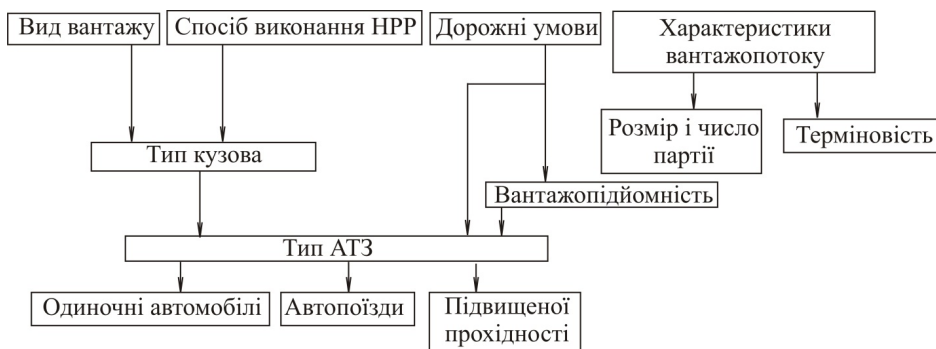 Вид вантажу
Спосіб виконання НРР
Дорожні умови
Характеристики
вантажопотоку
Розмір і число
партії
Терміновість
Тип кузова
Вантажопідйомність
Тип АТЗ
Одиночні автомобілі
Автопоїзди
Підвищеної
прохідності